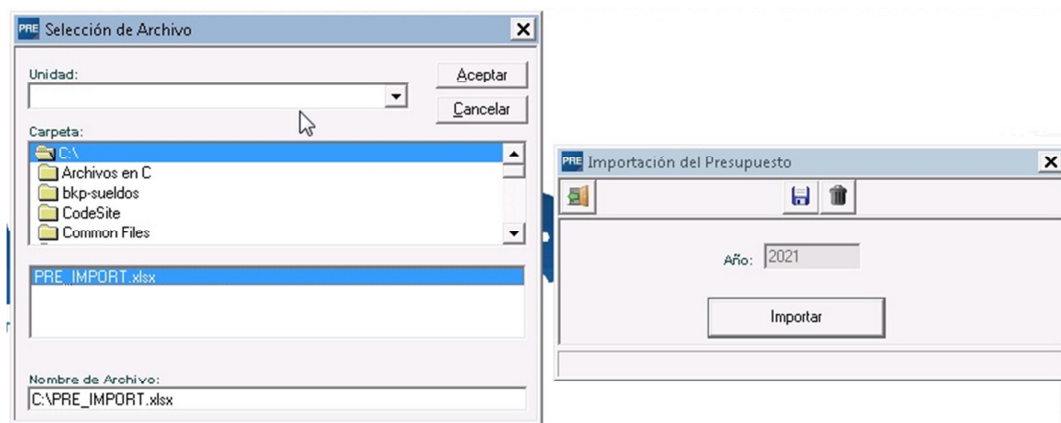 PRE Selección de Archivo
Unidad:
Aceptar
Cancelar
Carpeta:
C:\
Archivos en C
bkp-sueldos
CodeSite
Common Files
PRE_IMPORT.xlsx
Nombre de Archivo:
C:\PRE_IMPORT.xlsx
PRE Importación del Presupuesto
Año: 2021
Importar